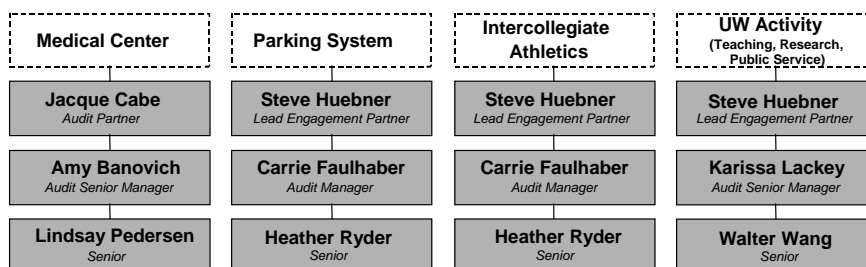 Medical Center
Jacque Cabe
Audit Partner
Amy Banovich
Audit Senior Manager
Lindsay Pedersen
Senior
Parking System
Steve Huebner
Lead Engagement Partner
Carrie Faulhaber
Audit Manager
Heather Ryder
Senior
Intercollegiate
Athletics
Steve Huebner
Lead Engagement Partner
Carrie Faulhaber
Audit Manager
Heather Ryder
Senior
UW Activity
(Teaching, Research,
Public Service)
Steve Huebner
Lead Engagement Partner
Karissa Lackey
Audit Senior Manager
Walter Wang
Senior